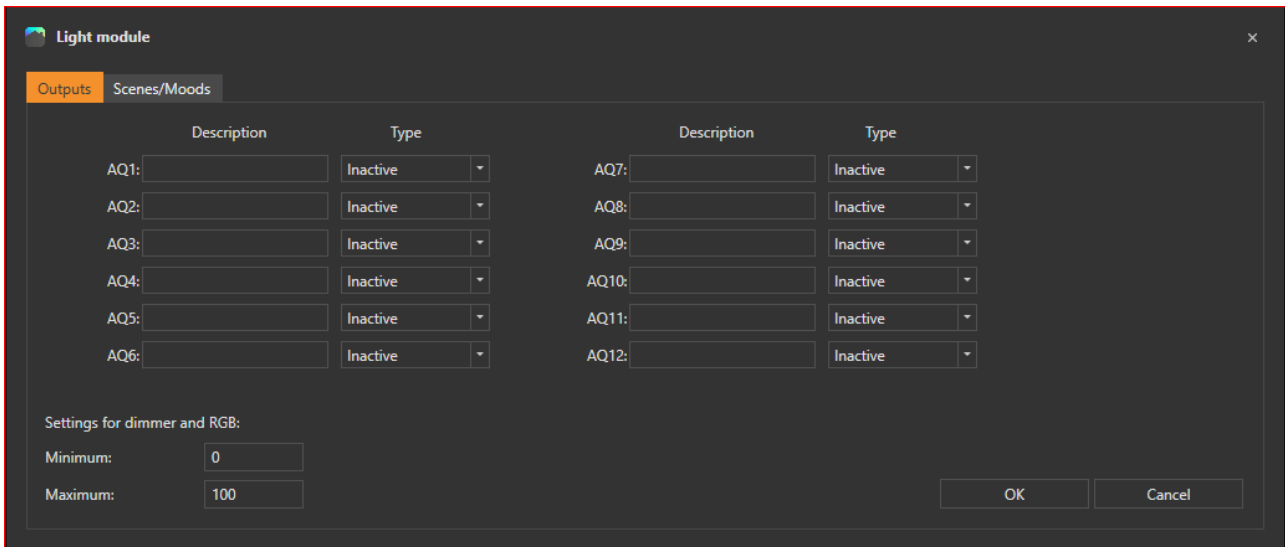 Light module
Outputs Scenes/Moods
Description Type Description Type
AQ1: Inactive AQ7: Inactive
AQ2: Inactive AQ8: Inactive
AQ3: Inactive AQ9: Inactive
AQ4: Inactive AQ10: Inactive
AQ5: Inactive AQ11: Inactive
AQ6: Inactive AQ12: Inactive
Settings for dimmer and RGB:
Minimum: 0
Maximum: 100 OK Cancel